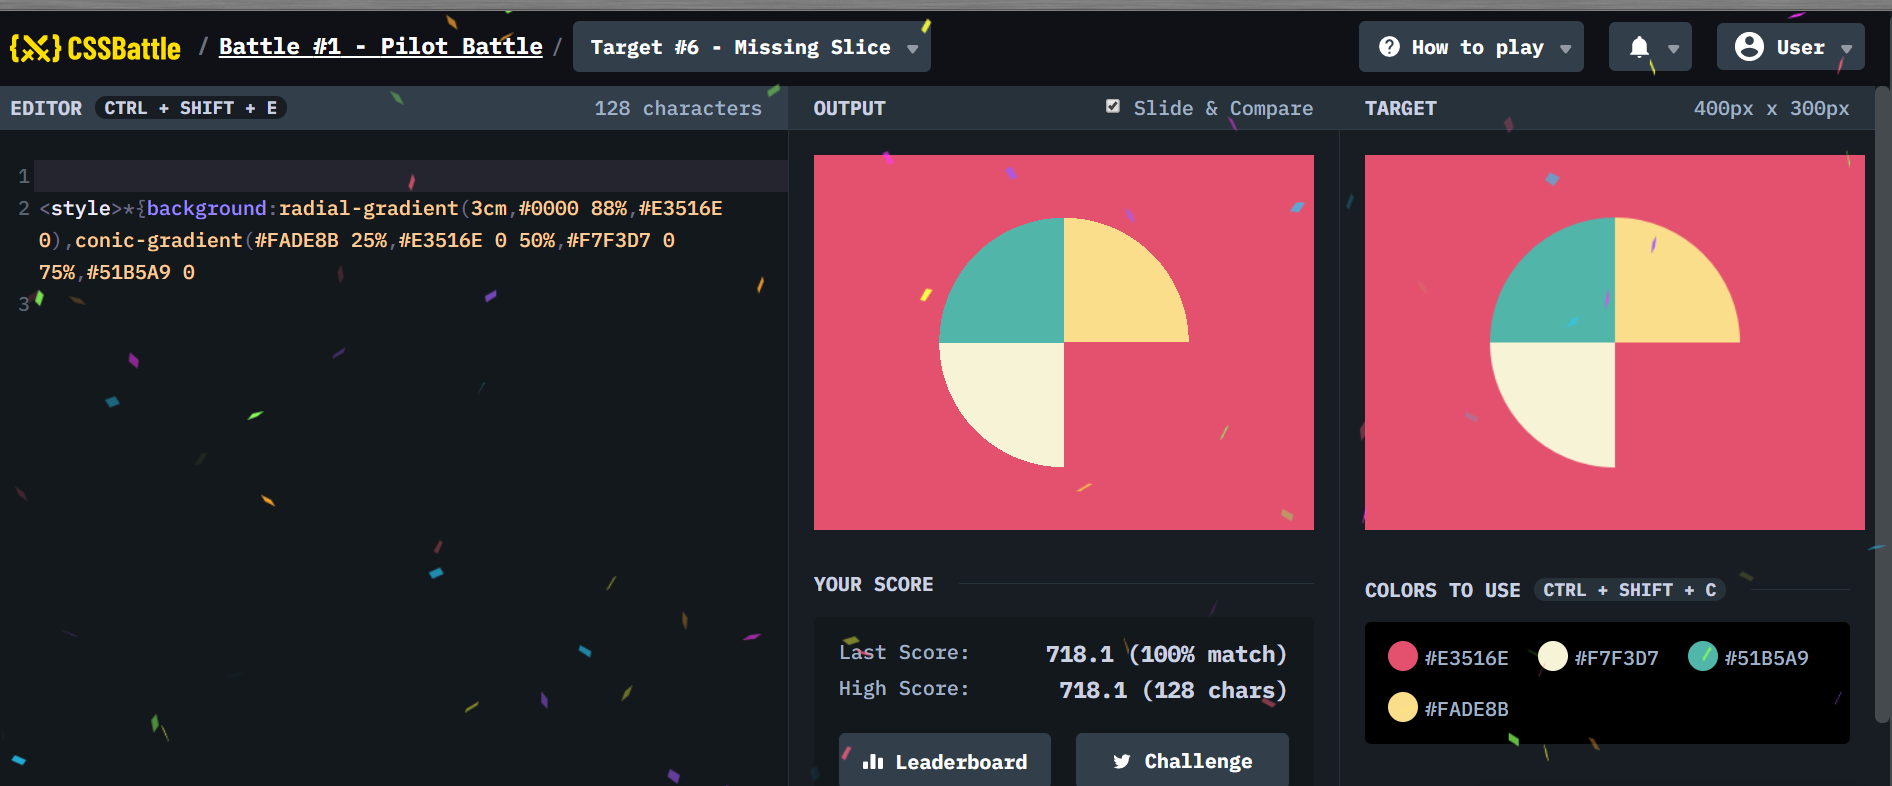 {X} CSSBattle / Battle #1 - Pilot Battle / Target #6 - Missing Slice How to play User
EDITOR CTRL + SHIFT + E 128 characters OUTPUT Slide & Compare TARGET 400px x 300px
1
2 <style>*{background:radial-gradient(3cm,#0000 88%,#E3516E
0),conic-gradient(#FADE8B 25%,#E3516E 0 50%,#F7F3D7 0
75%,#51B5A9 0
3
YOUR SCORE
Last Score: 718.1 (100% match)
High Score: 718.1 (128 chars)
Leaderboard Challenge
COLORS TO USE CTRL + SHIFT + C
#E3516E #F7F3D7 #51B5A9
#FADE8B